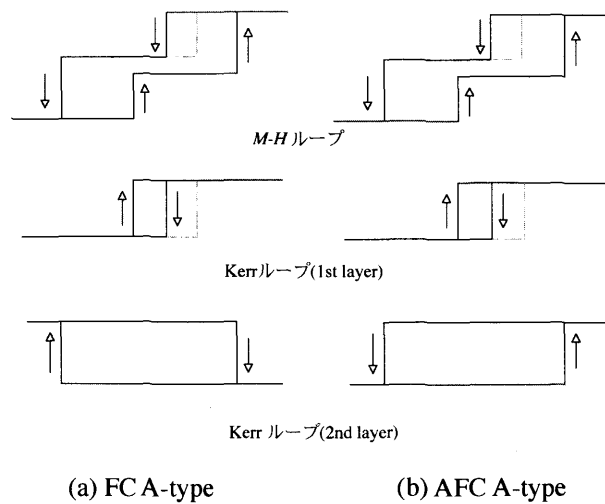 M-H ループ
Kerrループ(1st layer)
Kerr ループ(2nd layer)
(a) FC A-type
(b) AFC A-type